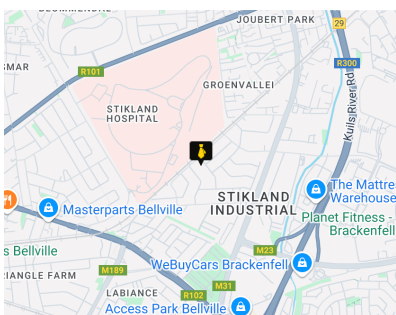 JOUBERT PARK
29
R101
R300
GROENVALLEI
Kuils River Rd
STIKLAND
HOSPITAL
The Mattre
Warehouse
STIKLAND
INDUSTRIAL
Masterparts Bellville
Planet Fitness -
Brackenfell
s Bellville
M23
WeBuyCars Brackenfell
M189
RIANGLE FARM
M31
LABIANCE
R102
Access Park Bellville